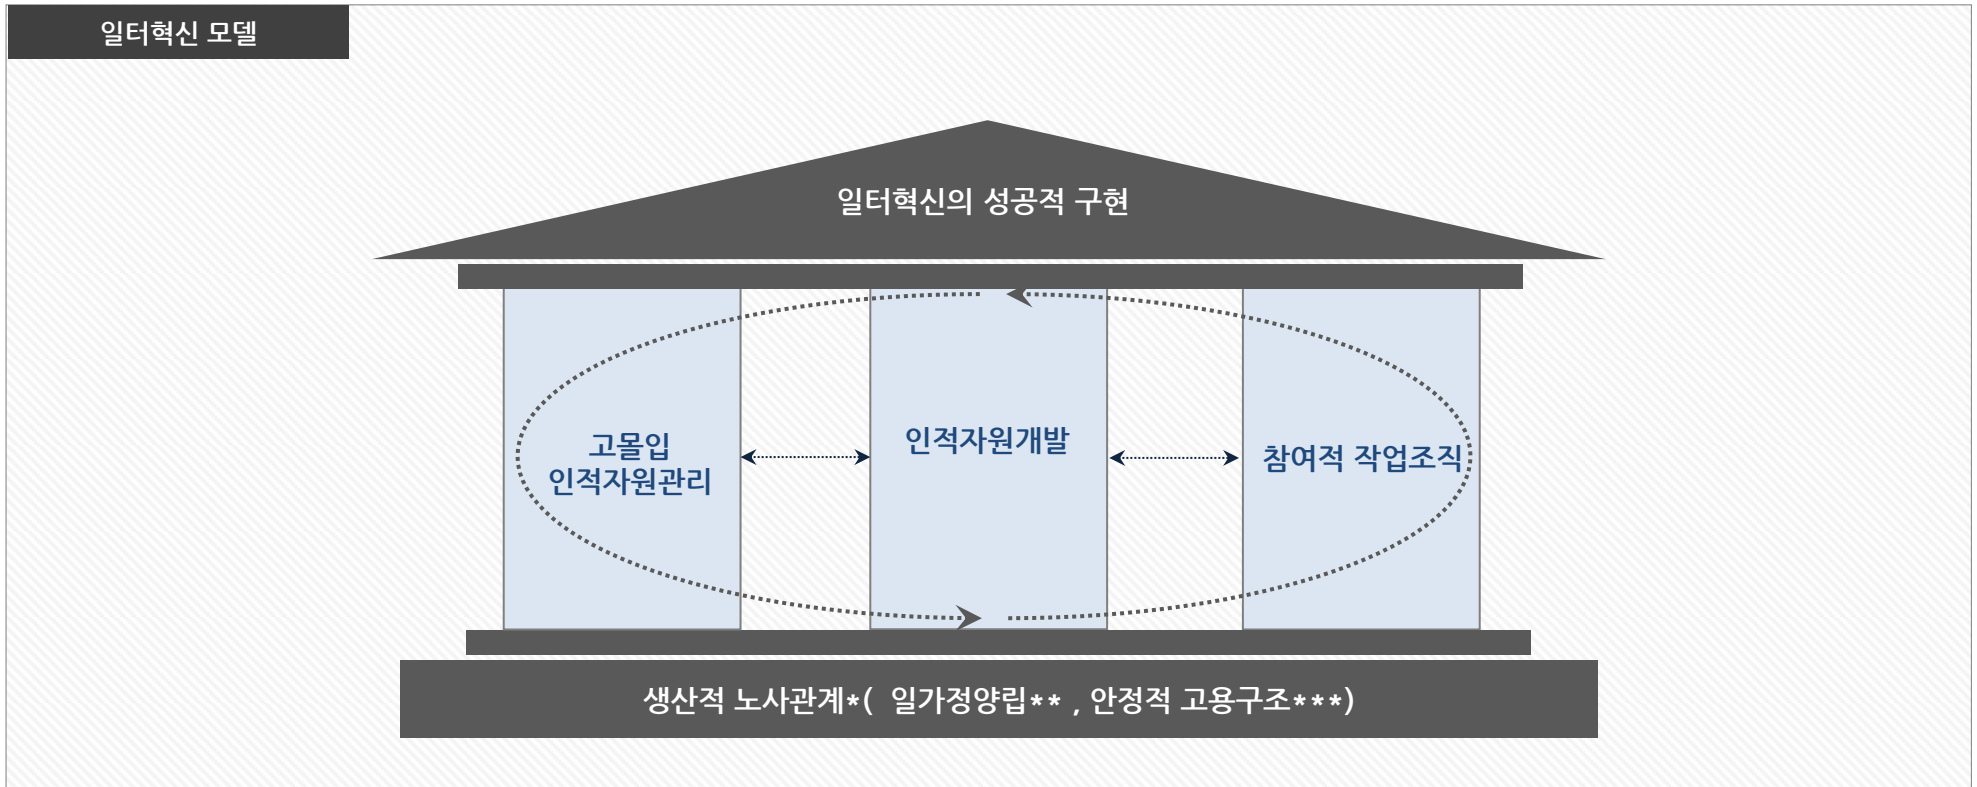 일터혁신 모델
일터혁신의 성공적 구현
고몰입
인적자원관리
인적자원개발
참여적 작업조직
생산적 노사관계*( 일가정양립** , 안정적 고용구조***)